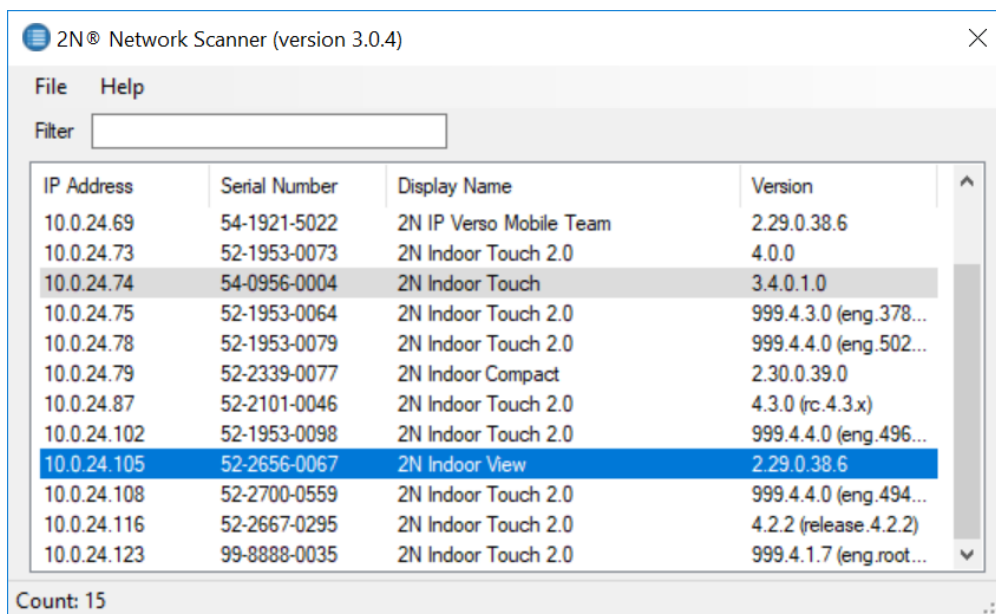 2N® Network Scanner (version 3.0.4)
File Help
Filter
IP Address Serial Number Display Name Version
10.0.24.69 54-1921-5022 2N IP Verso Mobile Team 2.29.0.38.6
10.0.24.73 52-1953-0073 2N Indoor Touch 2.0 4.0.0
10.0.24.74 54-0956-0004 2N Indoor Touch 3.4.0.1.0
10.0.24.75 52-1953-0064 2N Indoor Touch 2.0 999.4.3.0 (eng.378...
10.0.24.78 52-1953-0079 2N Indoor Touch 2.0 999.4.4.0 (eng.502...
10.0.24.79 52-2339-0077 2N Indoor Compact 2.30.0.39.0
10.0.24.87 52-2101-0046 2N Indoor Touch 2.0 4.3.0 (rc.4.3.x)
10.0.24.102 52-1953-0098 2N Indoor Touch 2.0 999.4.4.0 (eng.496...
10.0.24.105 52-2656-0067 2N Indoor View 2.29.0.38.6
10.0.24.108 52-2700-0559 2N Indoor Touch 2.0 999.4.4.0 (eng.494...
10.0.24.116 52-2667-0295 2N Indoor Touch 2.0 4.2.2 (release.4.2.2)
10.0.24.123 99-8888-0035 2N Indoor Touch 2.0 999.4.1.7 (eng.root...
Count: 15